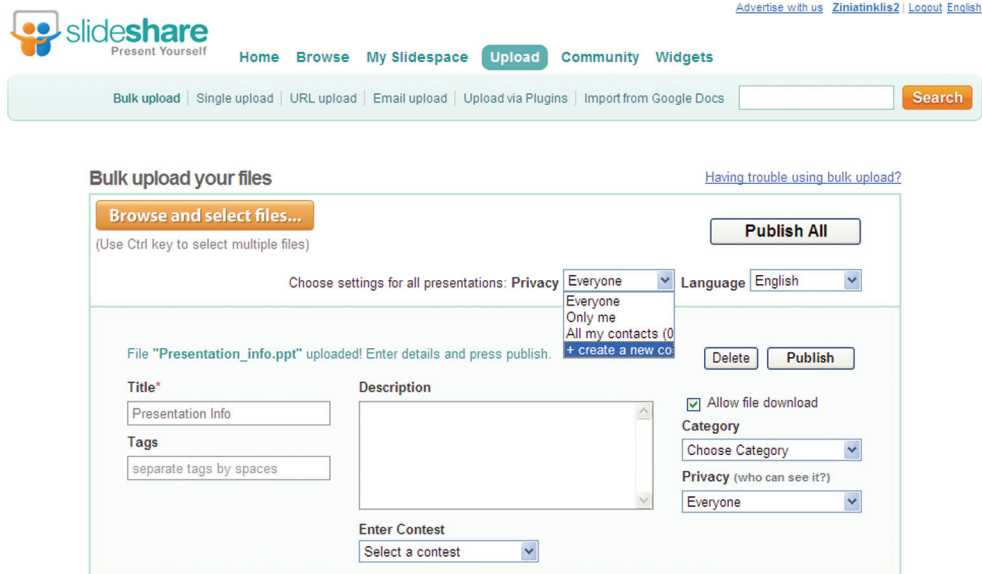 Advertise with us Ziniatinklis2 | Logout English
slideshare
Present Yourself
Home Browse My Slidespace Upload Community Widgets
Bulk upload | Single upload | URL upload | Email upload | Upload via Plugins | Import from Google Docs Search
Bulk upload your files Having trouble using bulk upload?
Browse and select files...
Publish All
(Use Ctrl key to select multiple files)
Choose settings for all presentations: Privacy Everyone Language English
Everyone
Only me
All my contacts (0
+ create a new co
File "Presentation_info.ppt" uploaded! Enter details and press publish. Delete Publish
Title* Description
Allow file download
Presentation Info
Category
Tags
Choose Category
separate tags by spaces
Privacy (who can see it?)
Everyone
Enter Contest
Select a contest